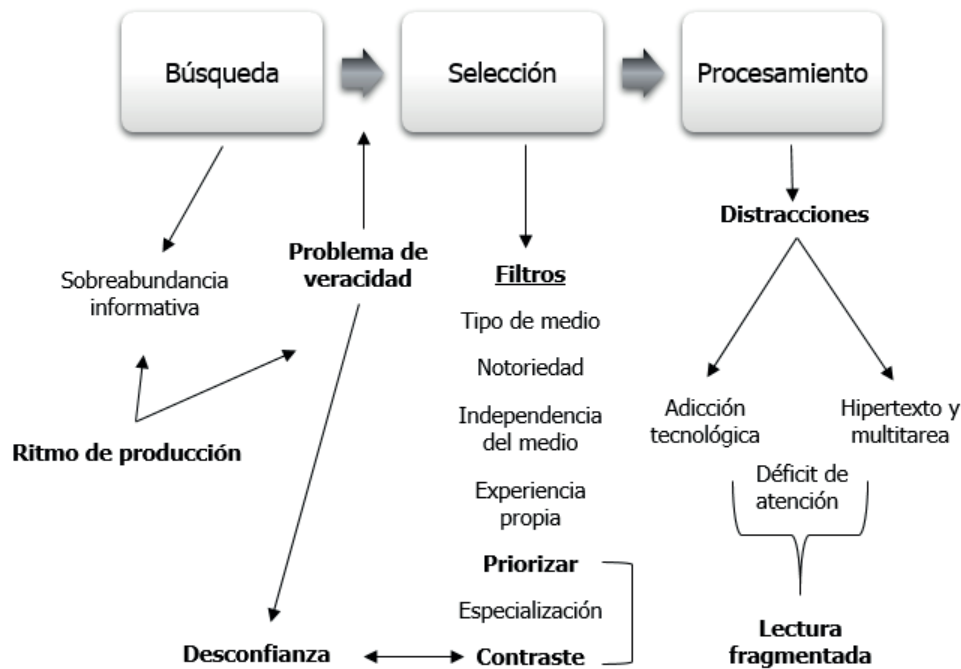 Búsqueda
Selección
Procesamiento
Sobreabundancia
informativa
Ritmo de producción
Problema de
veracidad
Desconfianza
Filtros
Tipo de medio
Notoriedad
Independencia
del medio
Experiencia
propia
Priorizar
Especialización
Contraste
Distracciones
Adicción
tecnológica
Hipertexto y
multitarea
Déficit de
atención
Lectura
fragmentada